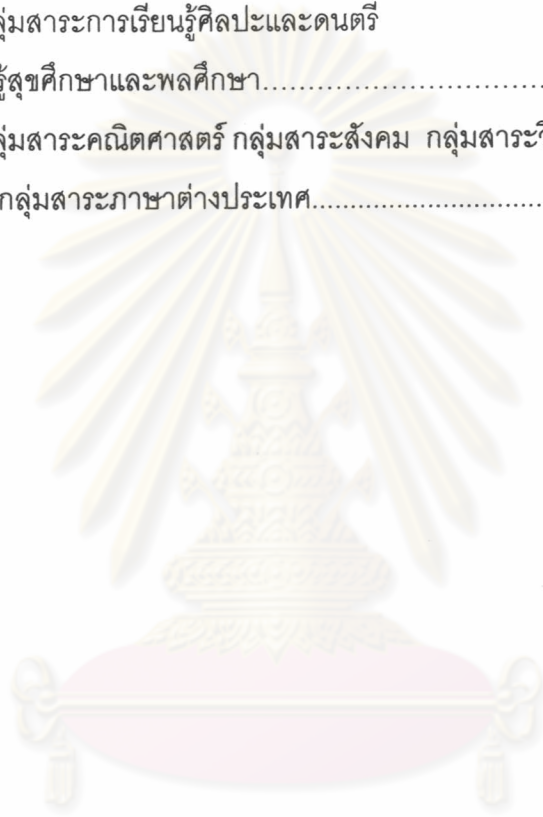 ลุ่มสาระการเรียนรู้ศิลปะและดนตรี
รู้สุขศึกษาและพลศึกษา................................
ลุ่มสาระคณิตศาสตร์ กลุ่มสาระสังคม กลุ่มสาระวิ
กลุ่มสาระภาษาต่างประเทศ..............................